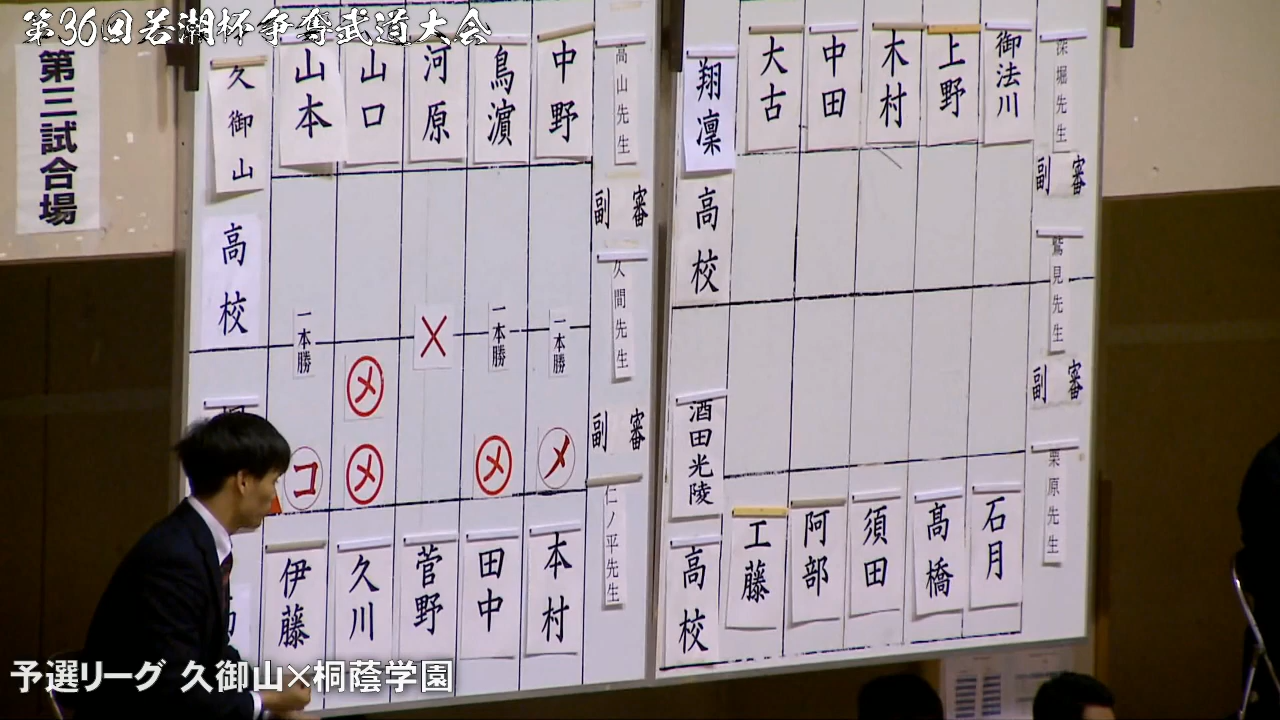 第36回若潮杯争奪武道大会
第三試合場
久御山
高校
山本
山口
河原
鳥濵
中野
高山先生
副審
久間先生
副審
仁ノ平先生
一本勝
一本勝
一本勝
コ
メ
メ
メ
メ
伊藤
久川
菅野
田中
本村
翔凜
高校
大古
中田
木村
上野
御法川
深堀先生
副審
鷲見先生
副審
栗原先生
酒田光陵
高校
工藤
阿部
須田
髙橋
石月
予選リーグ 久御山×桐蔭学園